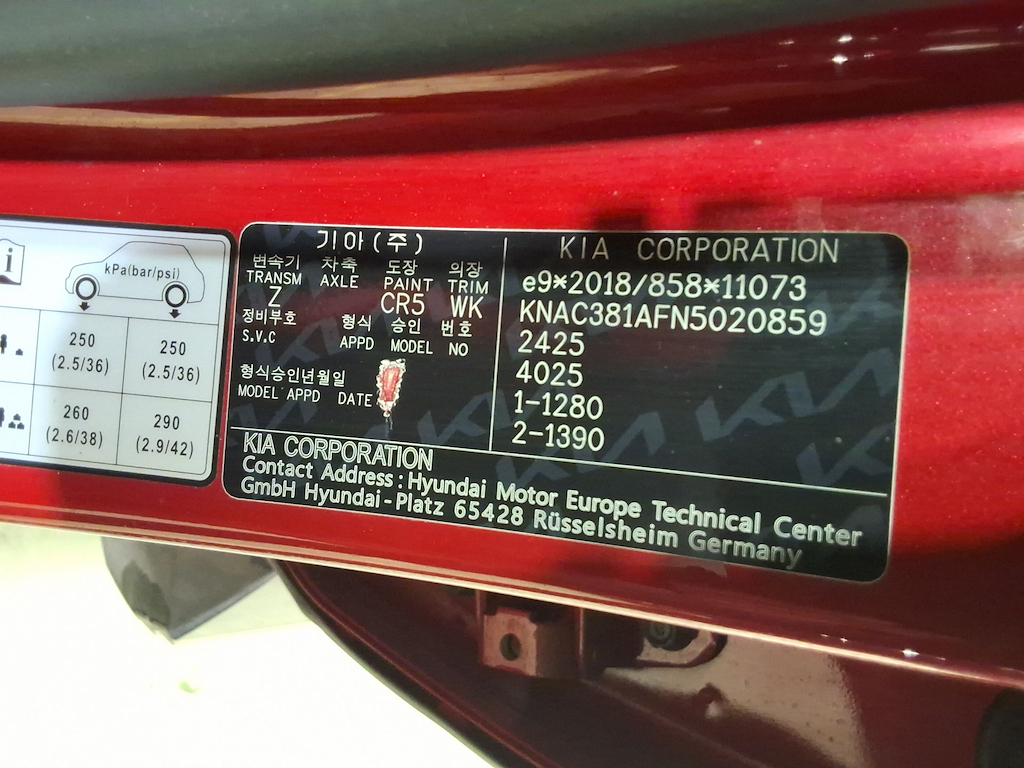 i
kPa(bar/psi)
250
(2.5/36)
250
(2.5/36)
260
(2.6/38)
290
(2.9/42)
기아(주)
변속기 차축 도장 의장
TRANSM AXLE PAINT TRIM
Z CR5 WK
정비부호 형식 승인 번호
S.V.C APPD MODEL NO
형식승인년월일
MODEL APPD DATE
KIA CORPORATION
e9*2018/858*11073
KNAC381AFN5020859
2425
4025
1-1280
2-1390
KIA CORPORATION
Contact Address : Hyundai Motor Europe Technical Center
GmbH Hyundai-Platz 65428 Rüsselsheim Germany